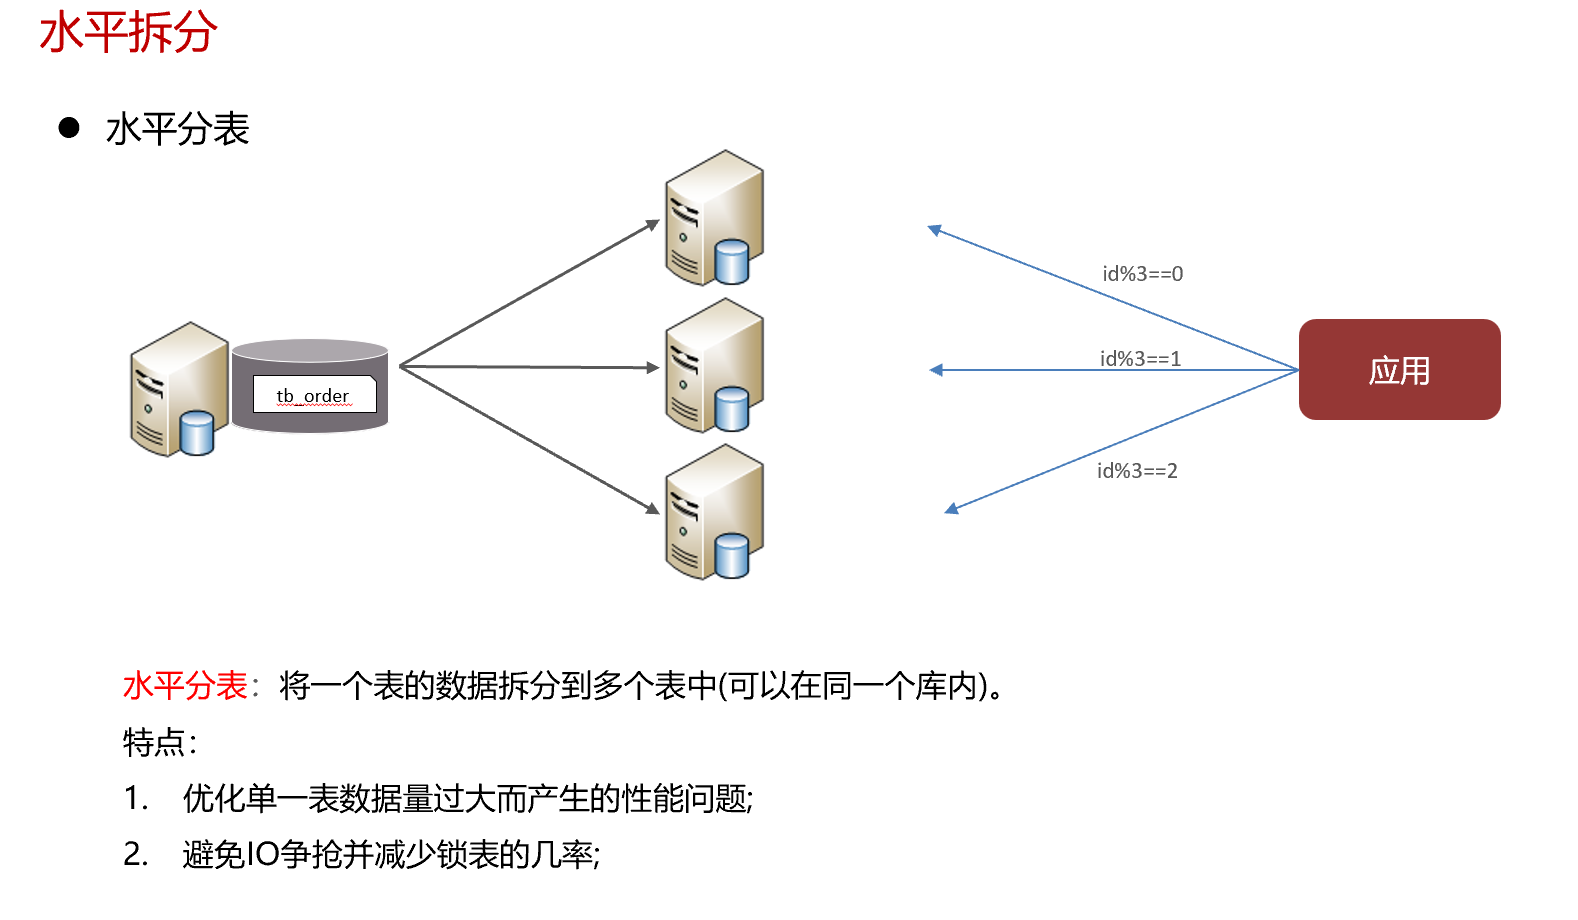 水平拆分
● 水平分表
id%3==0
id%3==1
应用
tb_order
id%3==2
水平分表：将一个表的数据拆分到多个表中(可以在同一个库内)。
特点：
1. 优化单一表数据量过大而产生的性能问题;
2. 避免IO争抢并减少锁表的几率;